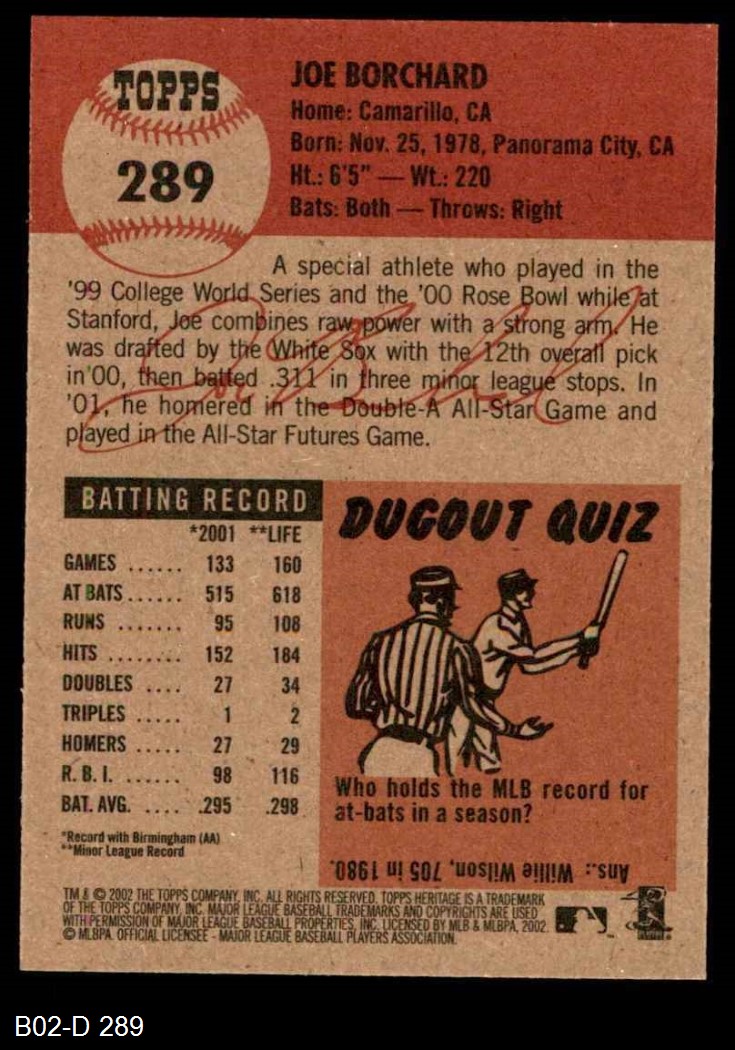 TOPPS
289
JOE BORCHARD
Home: Camarillo, CA
Born: Nov. 25, 1978, Panorama City, CA
Ht.: 6'5" — Wt.: 220
Bats: Both — Throws: Right
A special athlete who played in the
'99 College World Series and the '00 Rose Bowl while at
Stanford, Joe combines raw power with a strong arm. He
was drafted by the White Sox with the 12th overall pick
in'00, then batted .311 in three minor league stops. In
'01, he homered in the Double-A All-Star Game and
played in the All-Star Futures Game.
BATTING RECORD
*2001 **LIFE
GAMES ...... 133 160
AT BATS...... 515 618
RUNS ....... 95 108
HITS ........ 152 184
DOUBLES .... 27 34
TRIPLES ..... 1 2
HOMERS ..... 27 29
R.B.I. ...... 98 116
BAT. AVG. .... .295 .298
*Record with Birmingham (AA)
**Minor League Record
DUGOUT QUIZ
Who holds the MLB record for
at-bats in a season?
Ans.: Willie Wilson, 705 in 1980.
TM & © 2002 THE TOPPS COMPANY, INC. ALL RIGHTS RESERVED. TOPPS HERITAGE IS A TRADEMARK
OF THE TOPPS COMPANY, INC. MAJOR LEAGUE BASEBALL TRADEMARKS AND COPYRIGHTS ARE USED
WITH PERMISSION OF MAJOR LEAGUE BASEBALL PROPERTIES, INC. LICENSED BY MLB & MLBPA, 2002.
© MLBPA. OFFICIAL LICENSEE - MAJOR LEAGUE BASEBALL PLAYERS ASSOCIATION.
B02-D 289